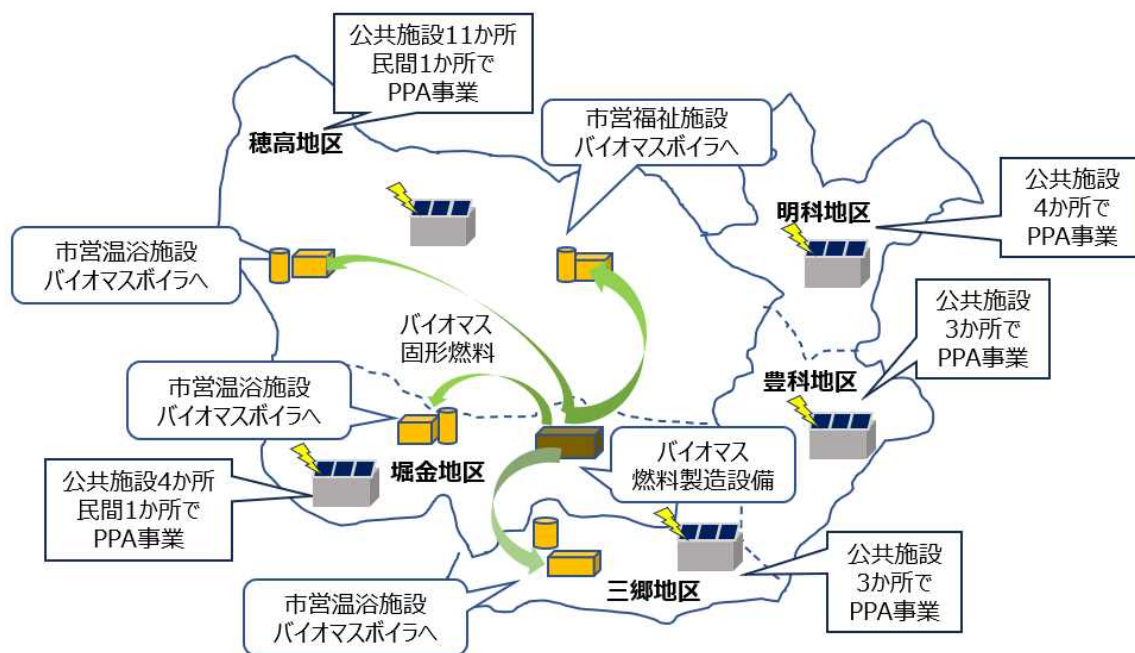 公共施設11か所
民間1か所で
PPA事業
穂高地区
市営福祉施設
バイオマスボイラへ
公共施設
4か所で
PPA事業
明科地区
市営温浴施設
バイオマスボイラへ
公共施設
3か所で
PPA事業
バイオマス
固形燃料
豊科地区
市営温浴施設
バイオマスボイラへ
堀金地区
バイオマス
燃料製造設備
公共施設4か所
民間1か所で
PPA事業
公共施設
3か所で
PPA事業
三郷地区
市営温浴施設
バイオマスボイラへ